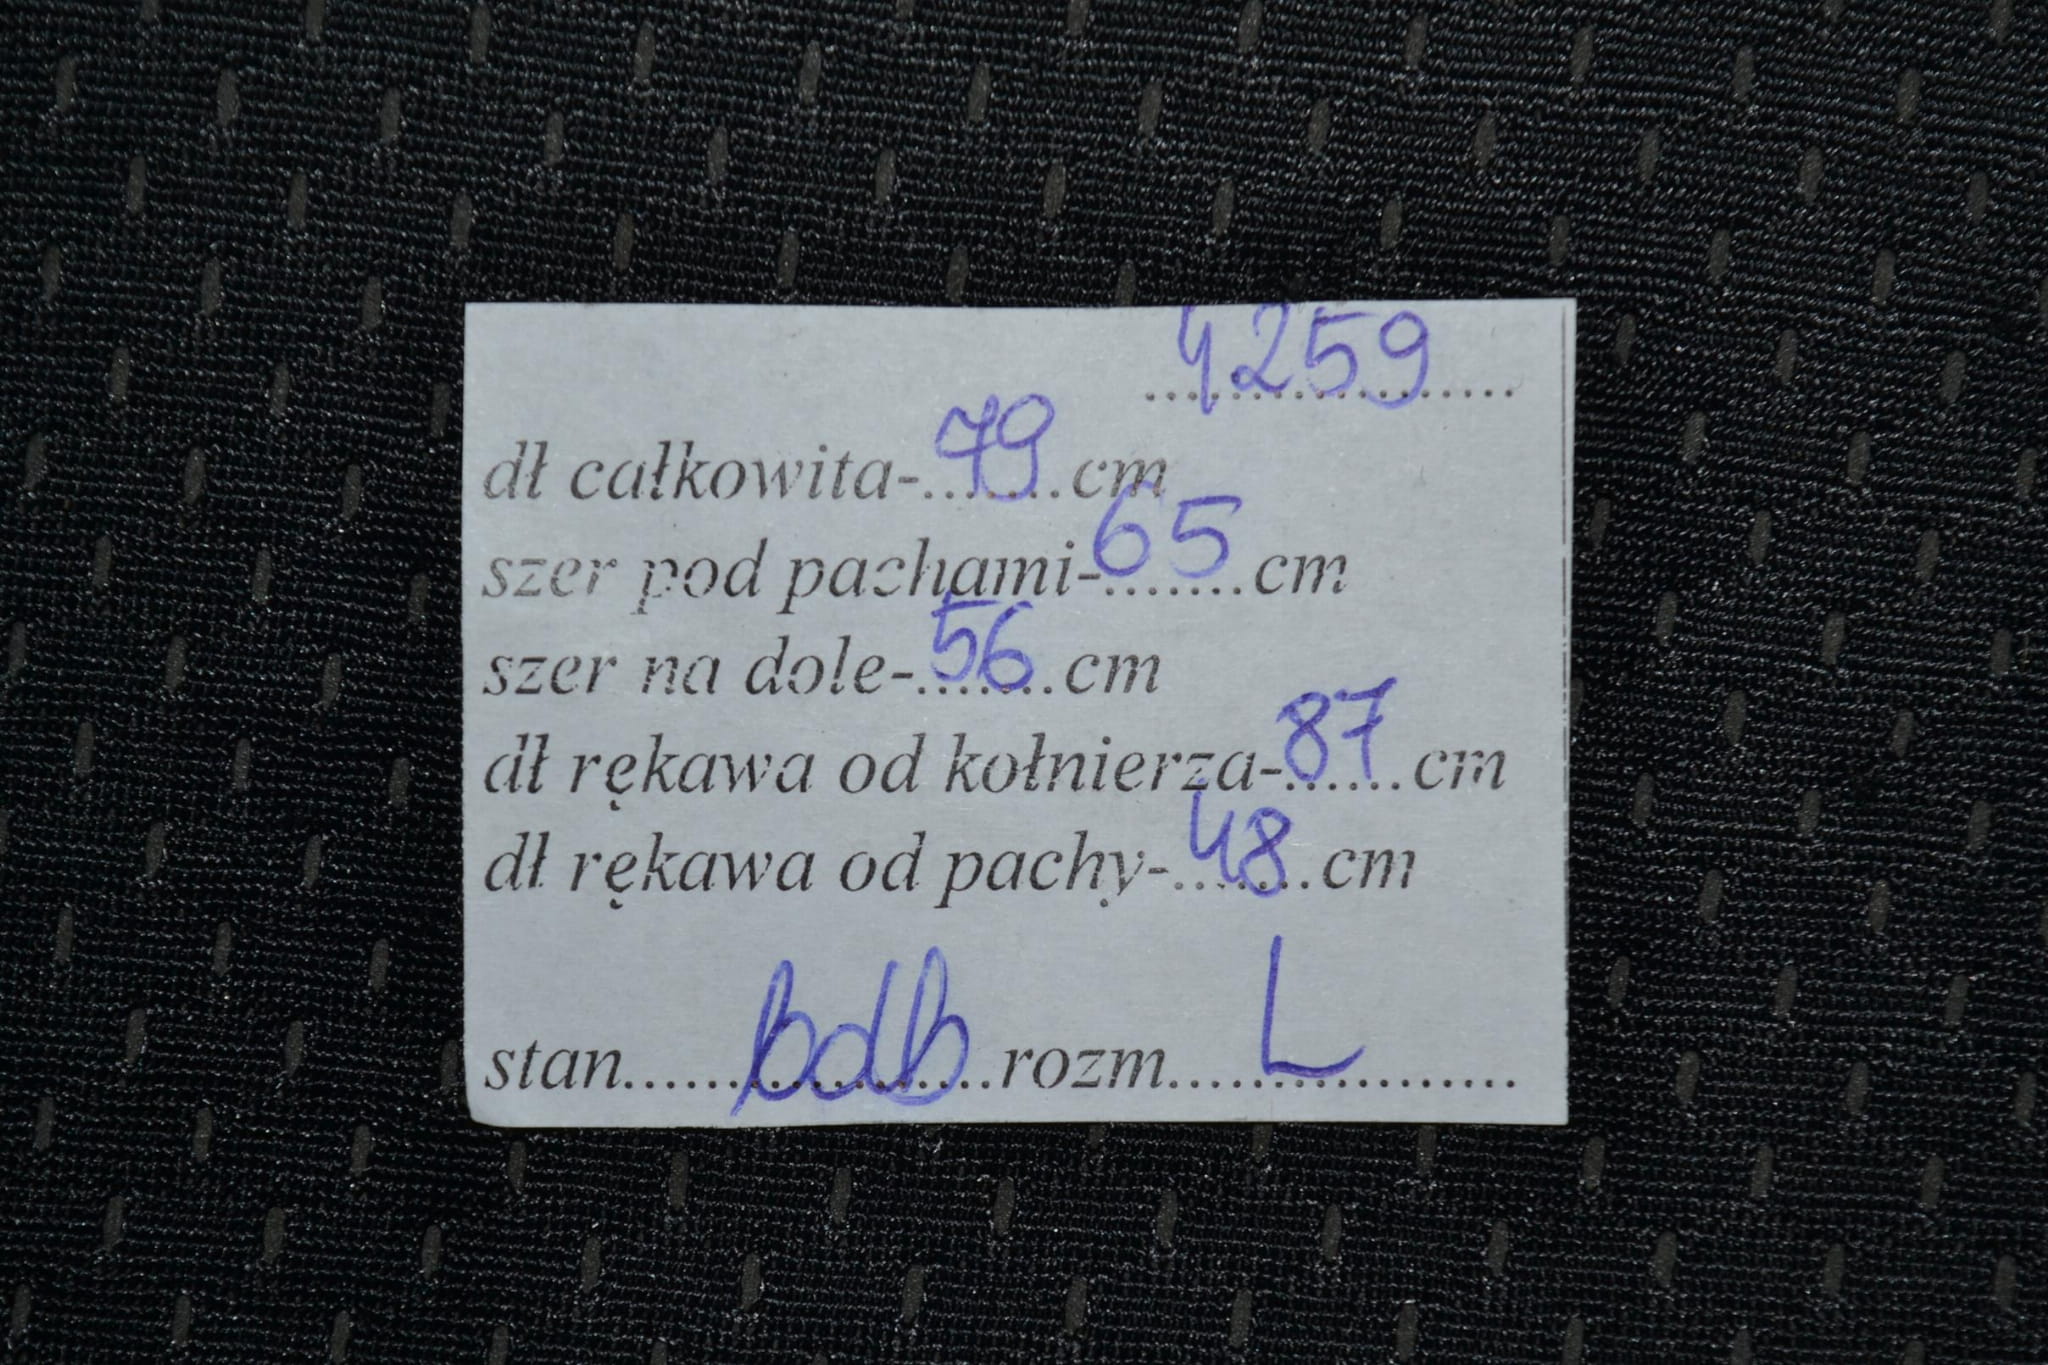 4259
dł całkowita-79cm
szer pod pachami-65cm
szer na dole-56cm
dł rękawa od kołnierza-87cm
dł rękawa od pachy-48cm
stan bdb rozm L